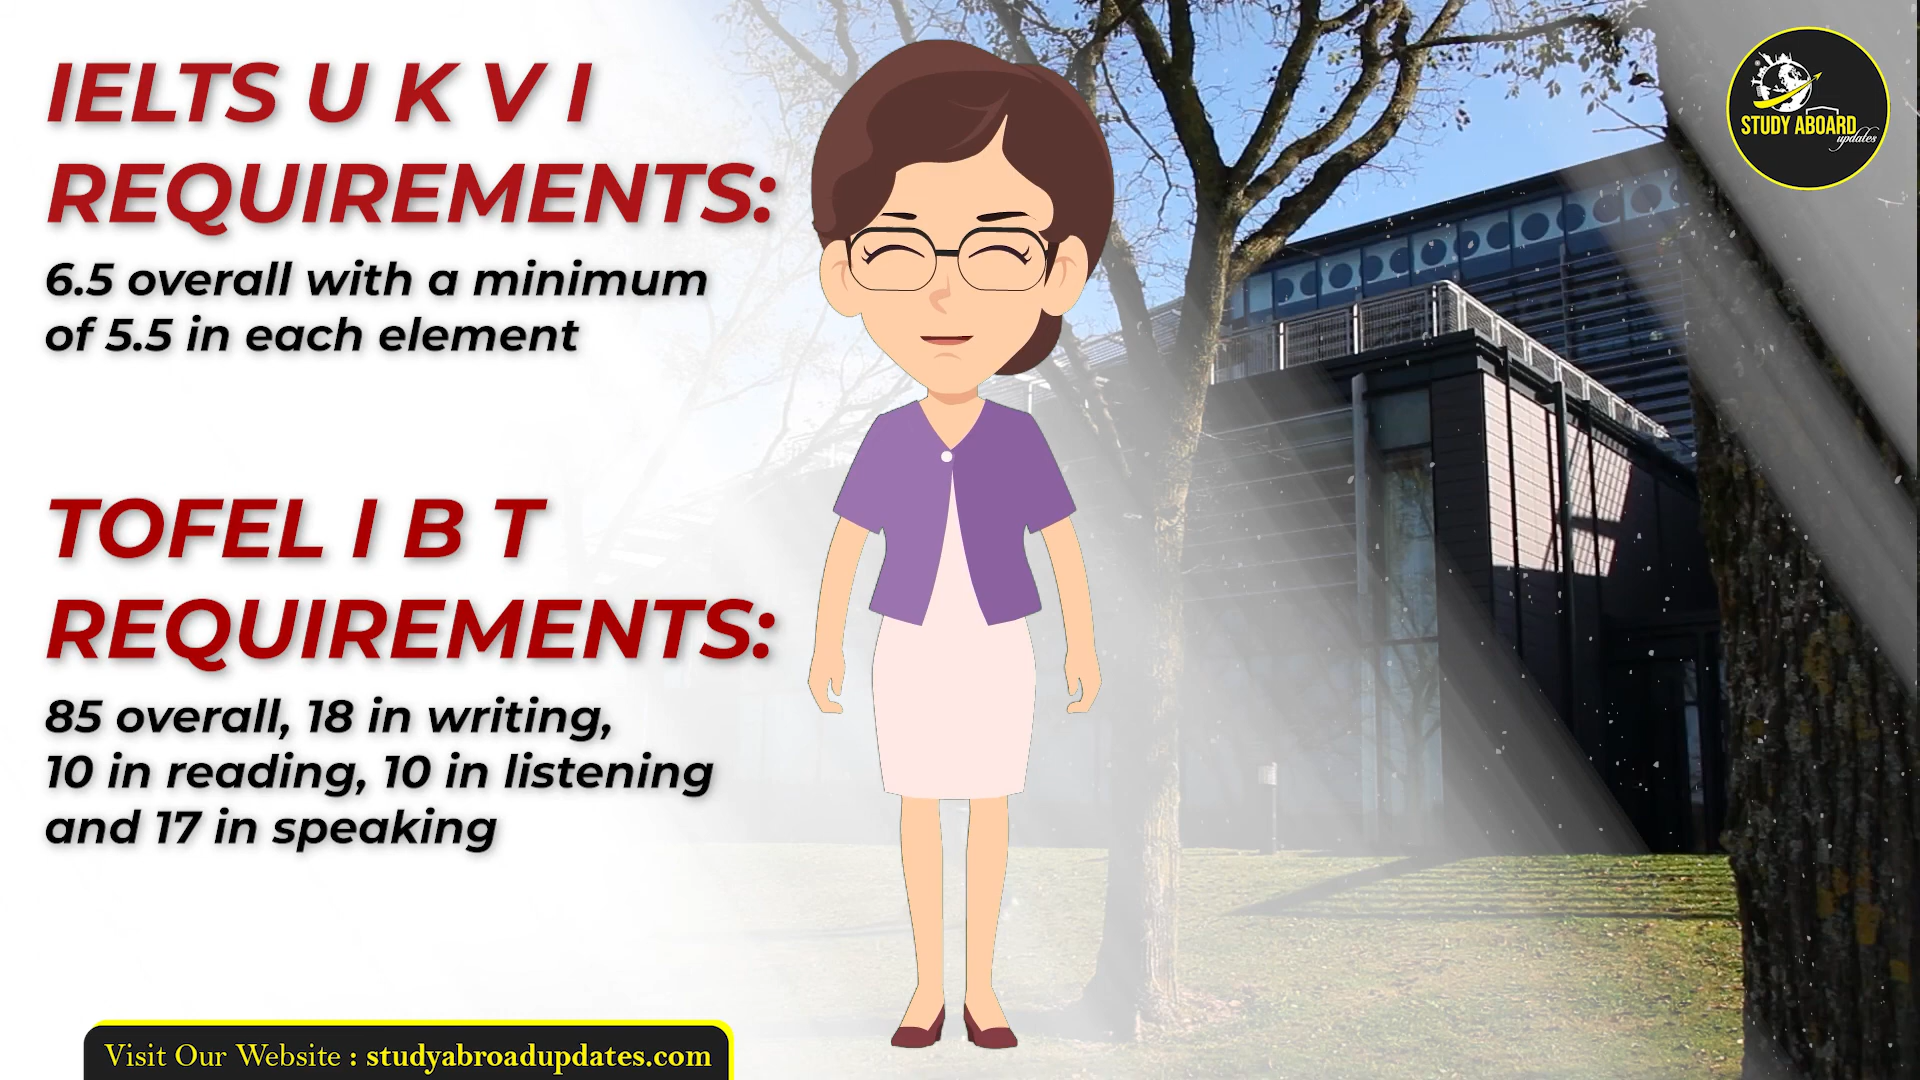 IELTS U K V I
REQUIREMENTS:
6.5 overall with a minimum
of 5.5 in each element
TOFEL I B T
REQUIREMENTS:
85 overall, 18 in writing,
10 in reading, 10 in listening
and 17 in speaking
Visit Our Website : studyabroadupdates.com
STUDY ABOARD
updates